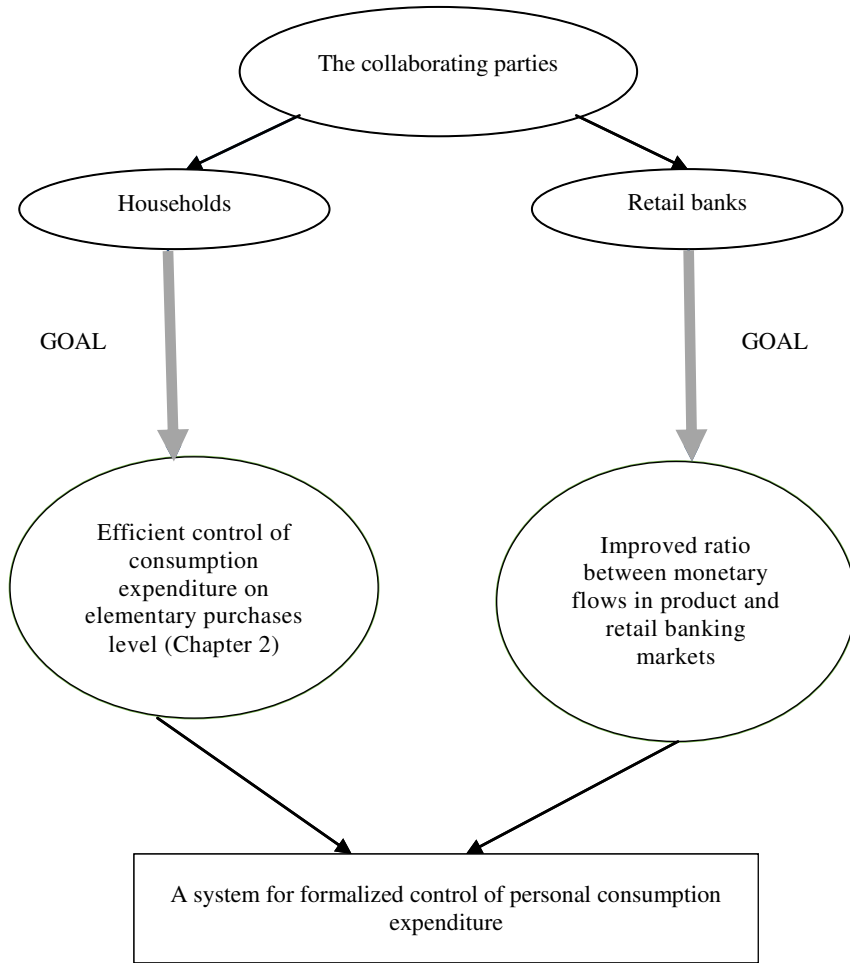 The collaborating parties
Households
Retail banks
GOAL
GOAL
Efficient control of
consumption
expenditure on
elementary purchases
level (Chapter 2)
Improved ratio
between monetary
flows in product and
retail banking
markets
A system for formalized control of personal consumption
expenditure